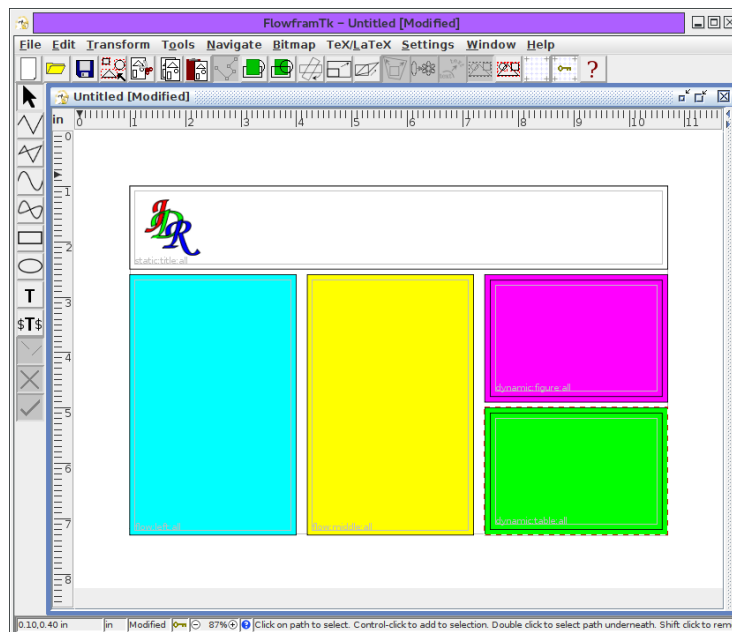 FlowframTk - Untitled [Modified]
File Edit Transform Tools Navigate Bitmap TeX/LaTeX Settings Window Help
?
Untitled [Modified]
in 0 1 2 3 4 5 6 7 8 9 10 11
0
1
JDR
2
static:title:all
3
T
$T$
4
dynamic:figure:all
5
6
7
flow:left:all flow:middle:all dynamic:table:all
8
0.10,0.40 in in Modified 87% Click on path to select. Control-click to add to selection. Double click to select path underneath. Shift click to rem